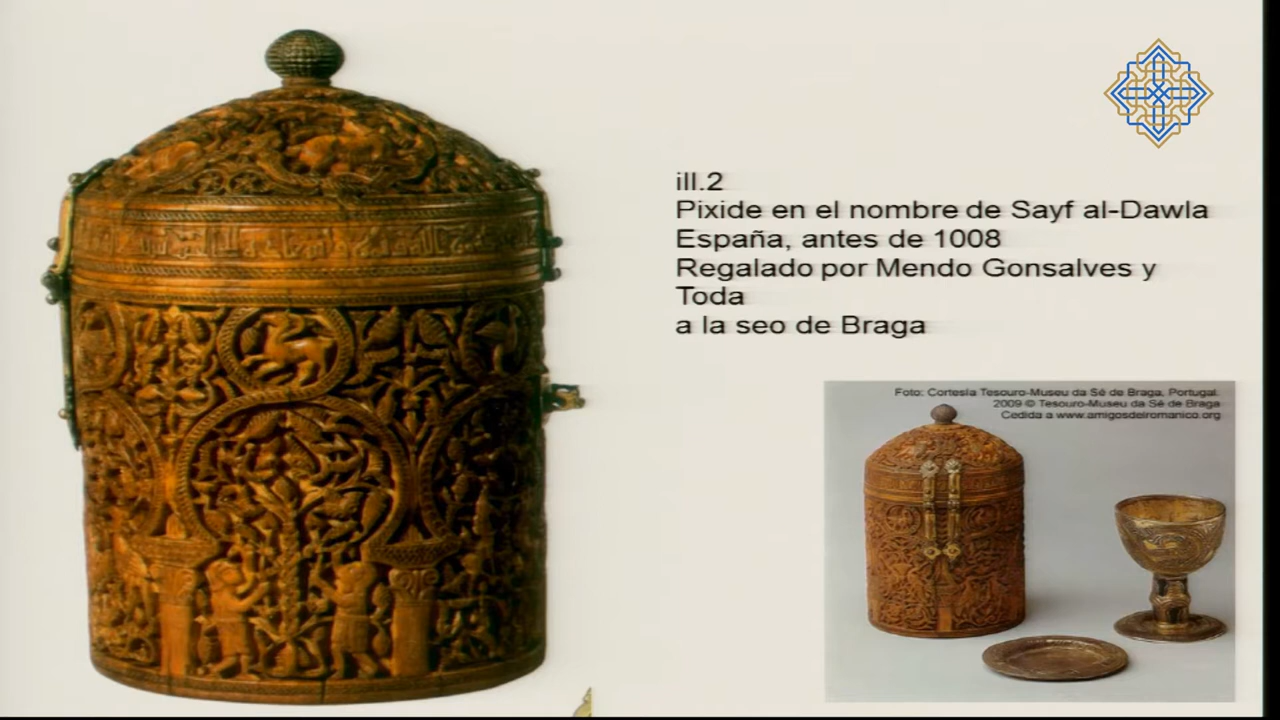 ill.2
Pixide en el nombre de Sayf al-Dawla
España, antes de 1008
Regalado por Mendo Gonsalves y
Toda
a la seo de Braga
Foto: Cortesía Tesouro-Museu da Sé de Braga, Portugal.
2009 © Tesouro-Museu da Sé de Braga
Cedida a www.amigosdelromanico.org